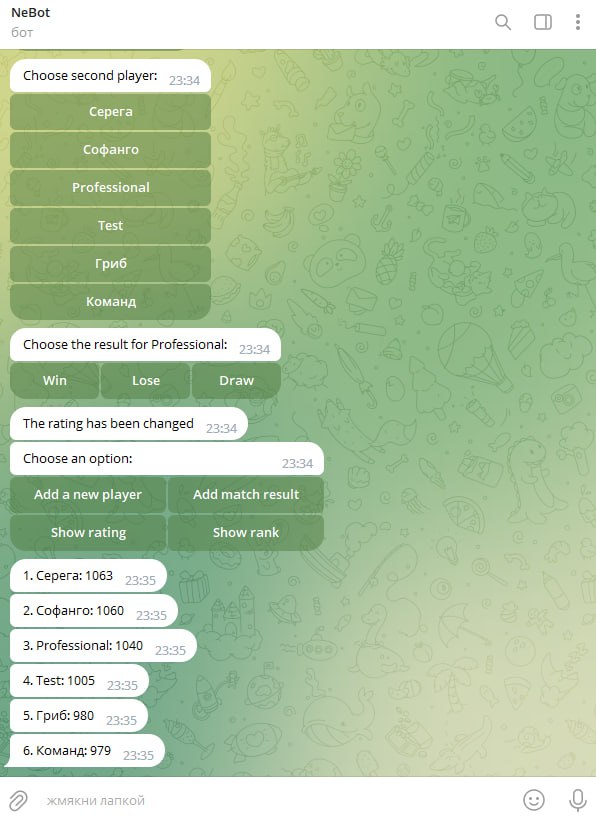 NeBot
бот
Choose second player: 23:34
Серега
Софанго
Professional
Test
Гриб
Команд
Choose the result for Professional: 23:34
Win Lose Draw
The rating has been changed 23:34
Choose an option: 23:34
Add a new player Add match result
Show rating Show rank
1. Серега: 1063 23:35
2. Софанго: 1060 23:35
3. Professional: 1040 23:35
4. Test: 1005 23:35
5. Гриб: 980 23:35
6. Команд: 979 23:35
жмякни лапкой